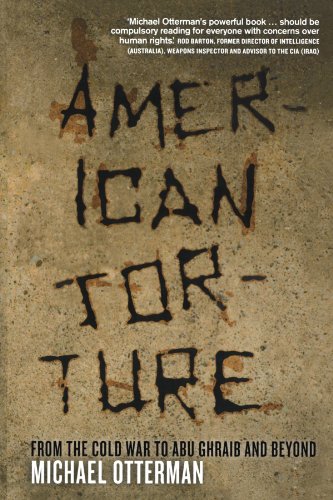 ‘Michael Otterman’s powerful book ... should be
compulsory reading for everyone with concerns over
human rights.’ ROD BARTON, FORMER DIRECTOR OF INTELLIGENCE
(AUSTRALIA), WEAPONS INSPECTOR AND ADVISOR TO THE CIA (IRAQ)
AMER-
ICAN
TOR-
TURE
FROM THE COLD WAR TO ABU GHRAIB AND BEYOND
MICHAEL OTTERMAN